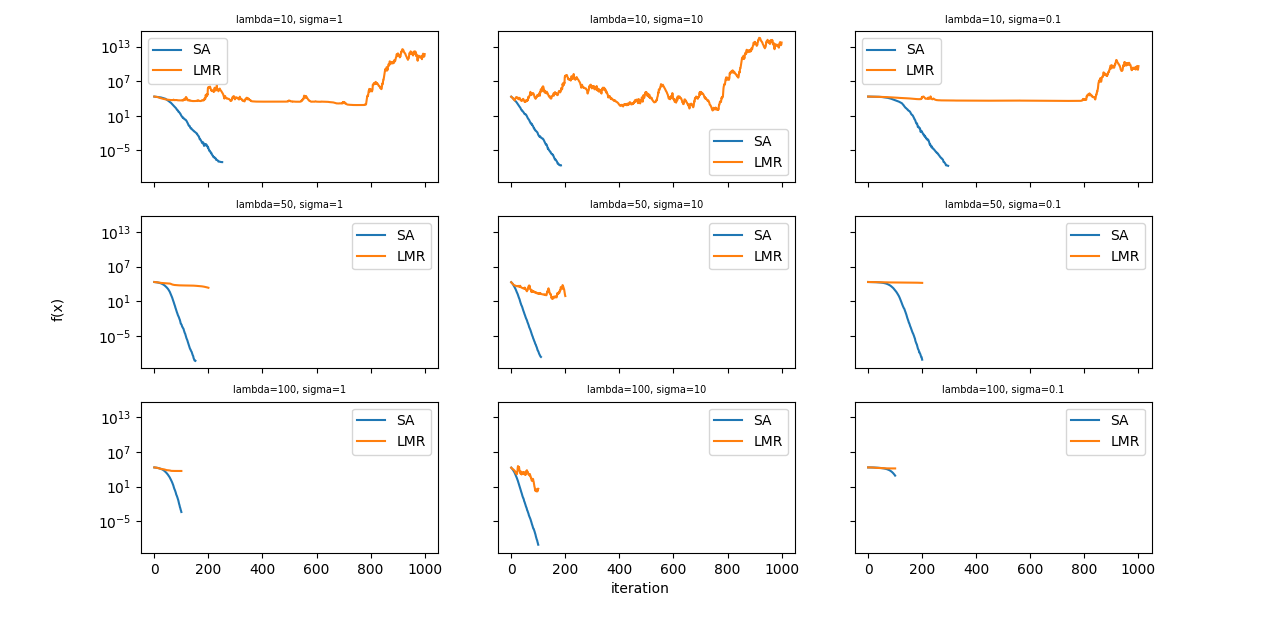 lambda=10, sigma=1
lambda=10, sigma=10
lambda=10, sigma=0.1
10^13
10^7
10^1
10^-5
SA
LMR
SA
LMR
SA
LMR
lambda=50, sigma=1
lambda=50, sigma=10
lambda=50, sigma=0.1
10^13
10^7
10^1
10^-5
SA
LMR
SA
LMR
SA
LMR
f(x)
lambda=100, sigma=1
lambda=100, sigma=10
lambda=100, sigma=0.1
10^13
10^7
10^1
10^-5
SA
LMR
SA
LMR
SA
LMR
0 200 400 600 800 1000
0 200 400 600 800 1000
0 200 400 600 800 1000
iteration